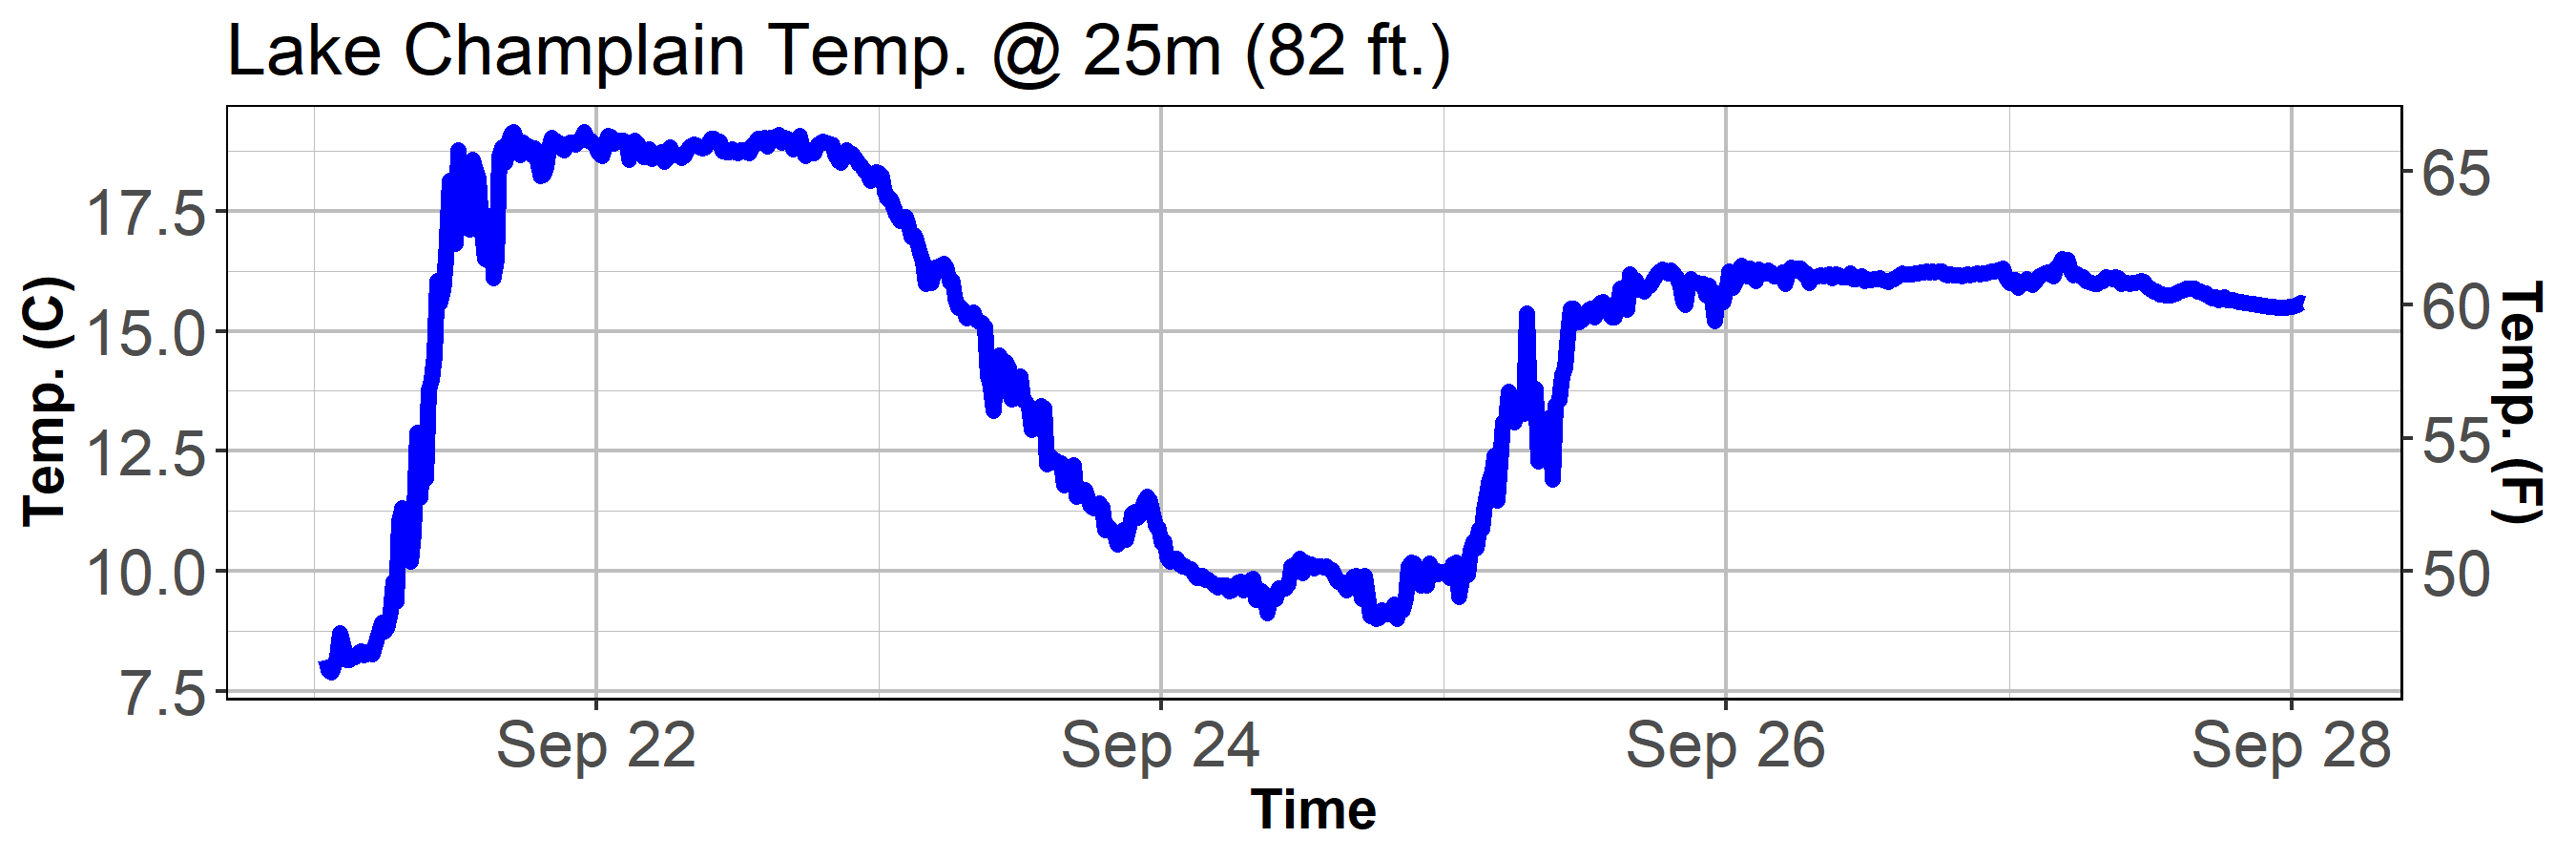 Lake Champlain Temp. @ 25m (82 ft.)
Temp. (C)
17.5
15.0
12.5
10.0
7.5
65
60
55
50
Temp. (F)
Sep 22 Sep 24 Sep 26 Sep 28
Time